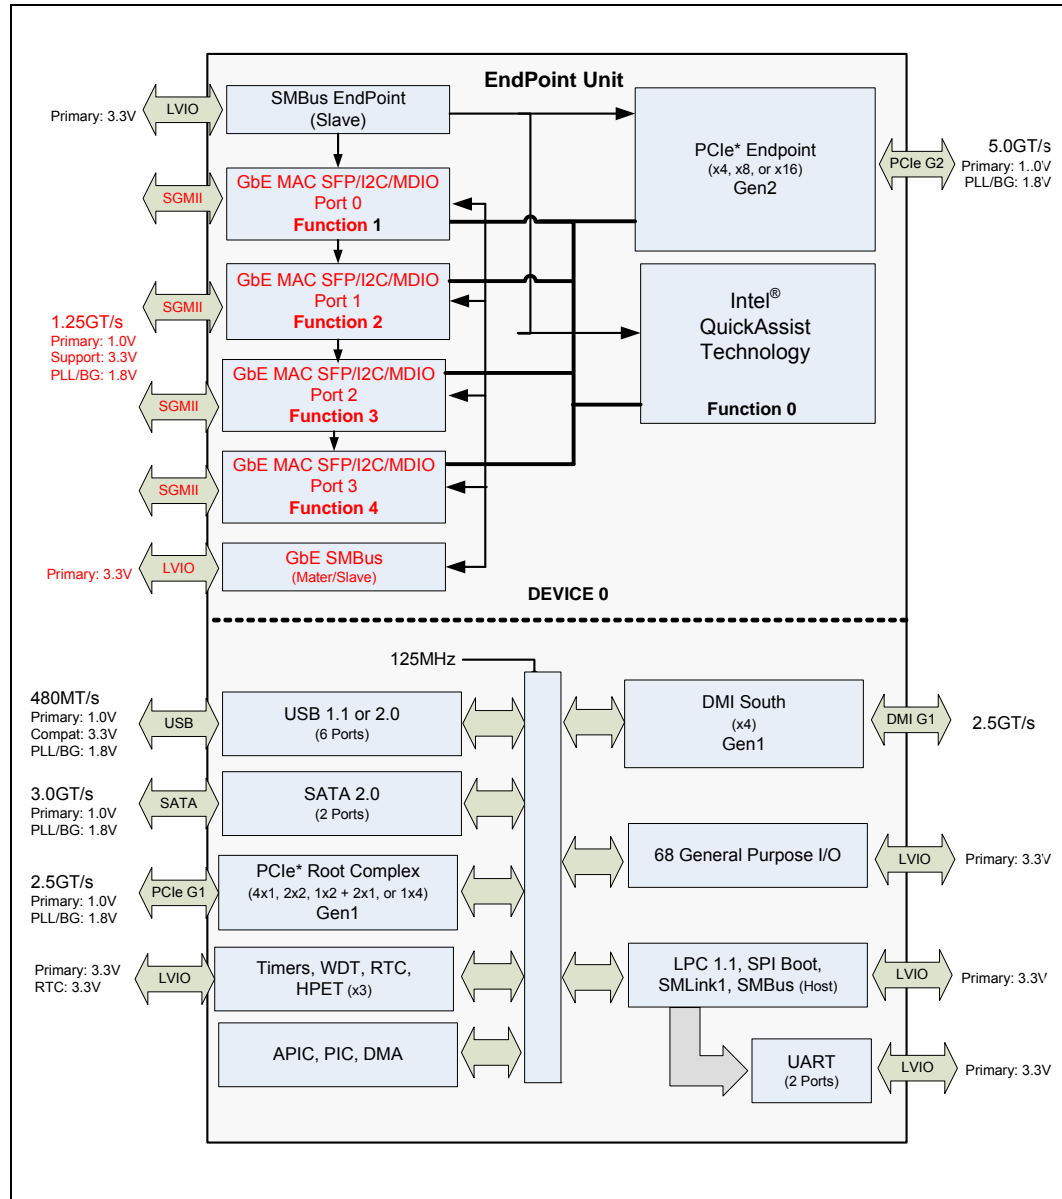 EndPoint Unit
Primary: 3.3V
LVIO
SMBus EndPoint
(Slave)
PCIe* Endpoint
(x4, x8, or x16)
Gen2
PCIe G2
5.0GT/s
Primary: 1..0V
PLL/BG: 1.8V
SGMII
GbE MAC SFP/I2C/MDIO
Port 0
Function 1
SGMII
GbE MAC SFP/I2C/MDIO
Port 1
Function 2
Intel®
QuickAssist
Technology
Function 0
1.25GT/s
Primary: 1.0V
Support: 3.3V
PLL/BG: 1.8V
SGMII
GbE MAC SFP/I2C/MDIO
Port 2
Function 3
SGMII
GbE MAC SFP/I2C/MDIO
Port 3
Function 4
Primary: 3.3V
LVIO
GbE SMBus
(Mater/Slave)
DEVICE 0
125MHz
480MT/s
Primary: 1.0V
Compat: 3.3V
PLL/BG: 1.8V
USB
USB 1.1 or 2.0
(6 Ports)
DMI South
(x4)
Gen1
DMI G1
2.5GT/s
3.0GT/s
Primary: 1.0V
PLL/BG: 1.8V
SATA
SATA 2.0
(2 Ports)
68 General Purpose I/O
LVIO
Primary: 3.3V
2.5GT/s
Primary: 1.0V
PLL/BG: 1.8V
PCIe G1
PCIe* Root Complex
(4x1, 2x2, 1x2 + 2x1, or 1x4)
Gen1
Primary: 3.3V
RTC: 3.3V
LVIO
Timers, WDT, RTC,
HPET (x3)
LPC 1.1, SPI Boot,
SMLink1, SMBus (Host)
LVIO
Primary: 3.3V
APIC, PIC, DMA
UART
(2 Ports)
LVIO
Primary: 3.3V